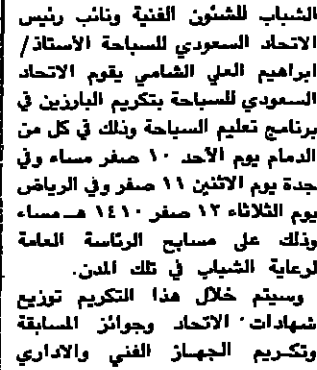 الشباب للشئون الفنية ونائب رئيس
الاتحاد السعودي للسباحة الأستاذ/
ابراهيم العلي الشامي يقوم الاتحاد
السعودي للسباحة بتكريم البارزين في
برنامج تعليم السباحة وذلك في كل من
الدمام يوم الأحد ١٠ صفر مساء وفي
جدة يوم الاثنين ١١ صفر وفي الرياض
يوم الثلاثاء ١٢ صفر ١٤١٠ هـ مساء
وذلك على مسابح الرئاسة العامة
لرعاية الشباب في تلك المدن.
وسيتم خلال هذا التكريم توزيع
شهادات الاتحاد وجوائز المسابقة
وتكريم الجهاز الفني والاداري